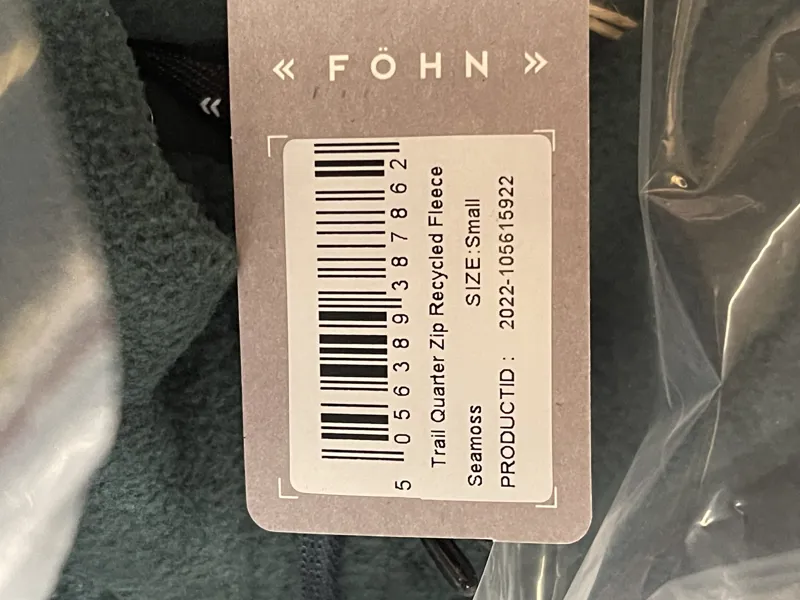 « FÖHN »
5 056389 387862
Trail Quarter Zip Recycled Fleece
Seamoss SIZE:Small
PRODUCTID : 2022-105615922